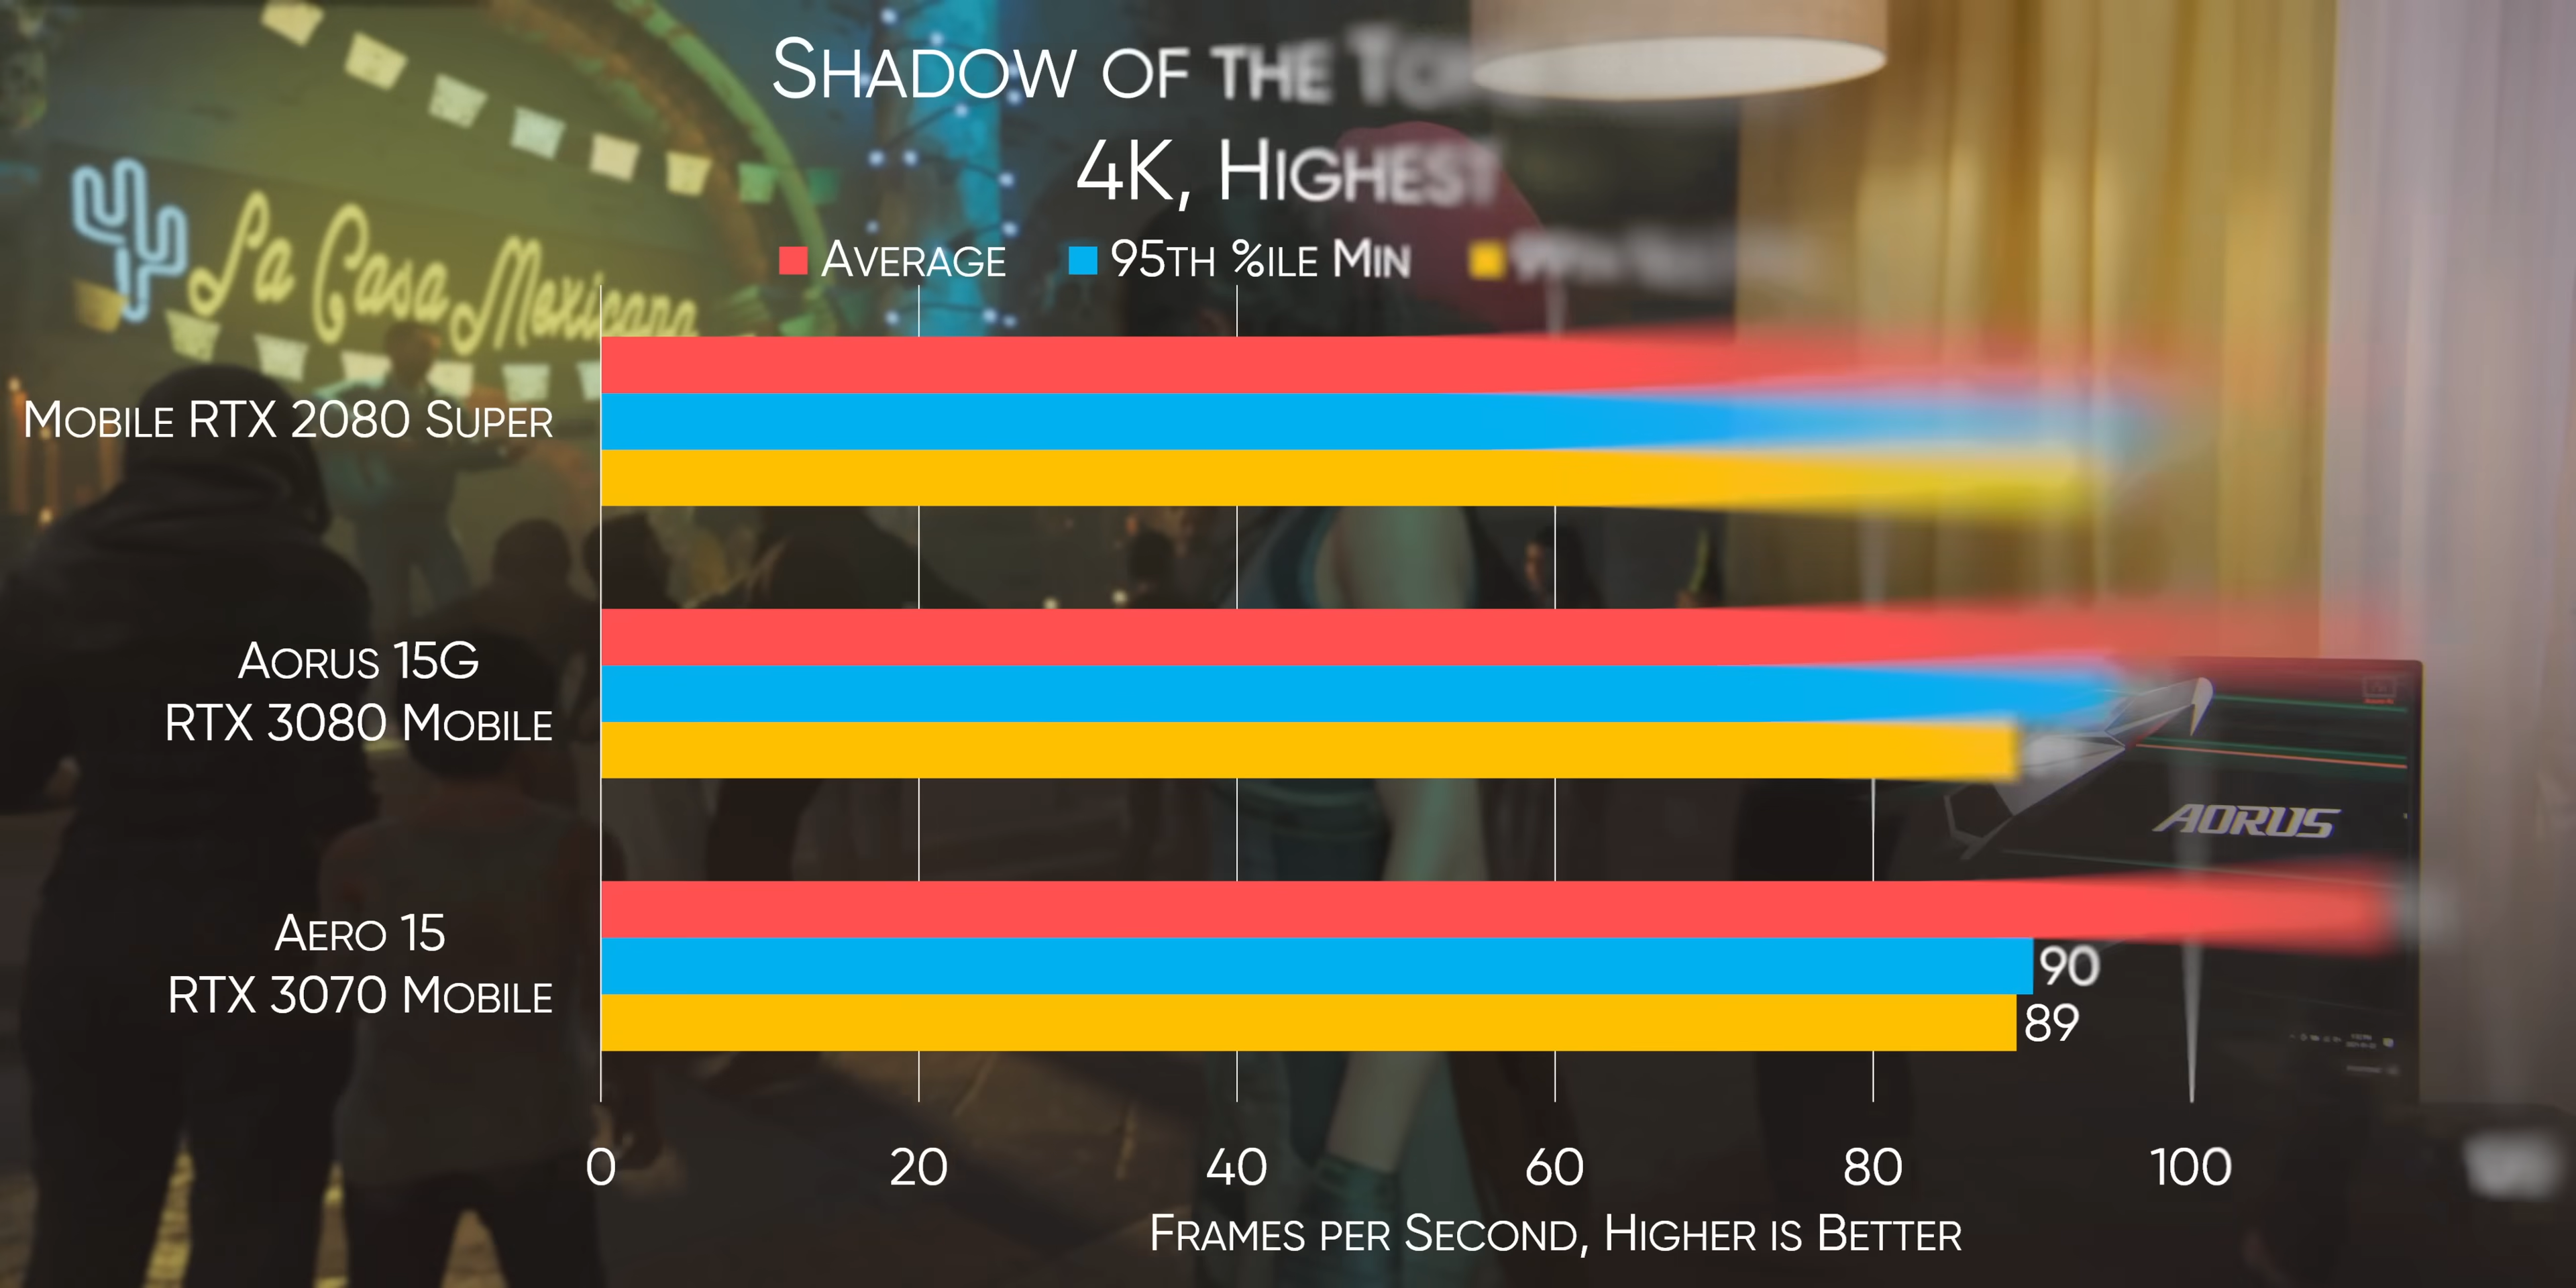 SHADOW OF THE
4K, HIGHEST
AVERAGE 95TH %ILE MIN
La Casa Mexicana
MOBILE RTX 2080 SUPER
AORUS 15G
RTX 3080 MOBILE
AORUS
AERO 15
RTX 3070 MOBILE
90
89
0 20 40 60 80 100
FRAMES PER SECOND, HIGHER IS BETTER